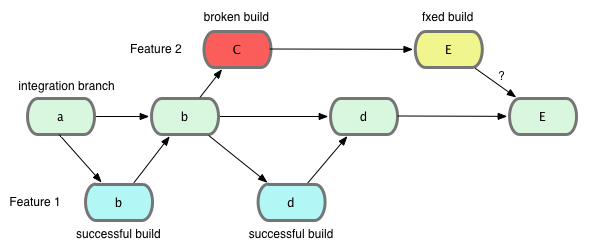 broken build
fxed build
Feature 2
C
E
?
integration branch
a
b
d
E
Feature 1
b
d
successful build
successful build